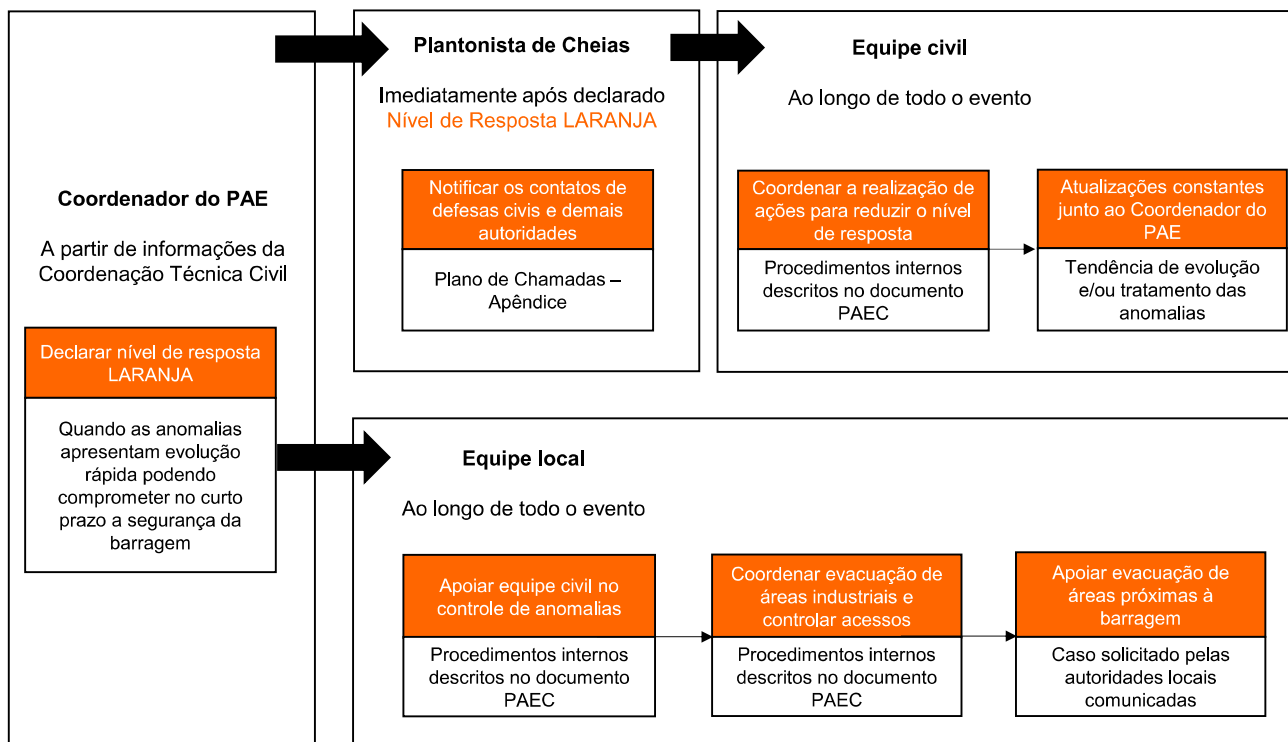 Coordenador do PAE
A partir de informações da
Coordenação Técnica Civil
Declarar nível de resposta
LARANJA
Quando as anomalias
apresentam evolução
rápida podendo
comprometer no curto
prazo a segurança da
barragem
Plantonista de Cheias
Imediatamente após declarado
Nível de Resposta LARANJA
Notificar os contatos de
defesas civis e demais
autoridades
Plano de Chamadas –
Apêndice
Equipe civil
Ao longo de todo o evento
Coordenar a realização de
ações para reduzir o nível
de resposta
Procedimentos internos
descritos no documento
PAEC
Atualizações constantes
junto ao Coordenador do
PAE
Tendência de evolução
e/ou tratamento das
anomalias
Equipe local
Ao longo de todo o evento
Apoiar equipe civil no
controle de anomalias
Procedimentos internos
descritos no documento
PAEC
Coordenar evacuação de
áreas industriais e
controlar acessos
Procedimentos internos
descritos no documento
PAEC
Apoiar evacuação de
áreas próximas à
barragem
Caso solicitado pelas
autoridades locais
comunicadas